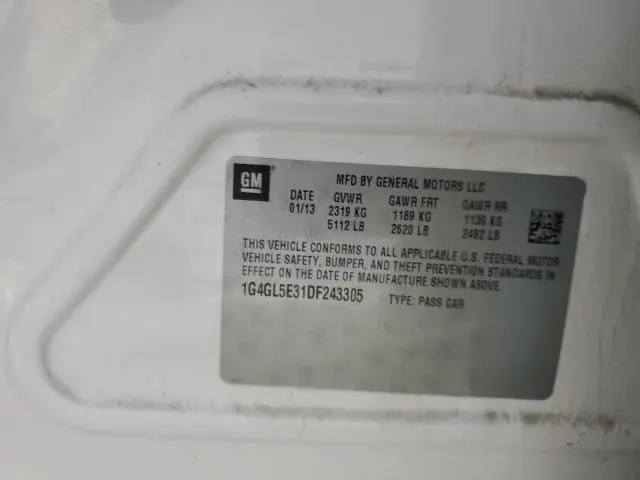 GM
MFD BY GENERAL MOTORS LLC
DATE GVWR GAWR FRT GAWR RR
01/13 2319 KG 1189 KG 1130 KG
5112 LB 2620 LB 2492 LB
THIS VEHICLE CONFORMS TO ALL APPLICABLE U.S. FEDERAL MOTOR
VEHICLE SAFETY, BUMPER, AND THEFT PREVENTION STANDARDS IN
EFFECT ON THE DATE OF MANUFACTURE SHOWN ABOVE.
1G4GL5E31DF243305 TYPE: PASS CAR